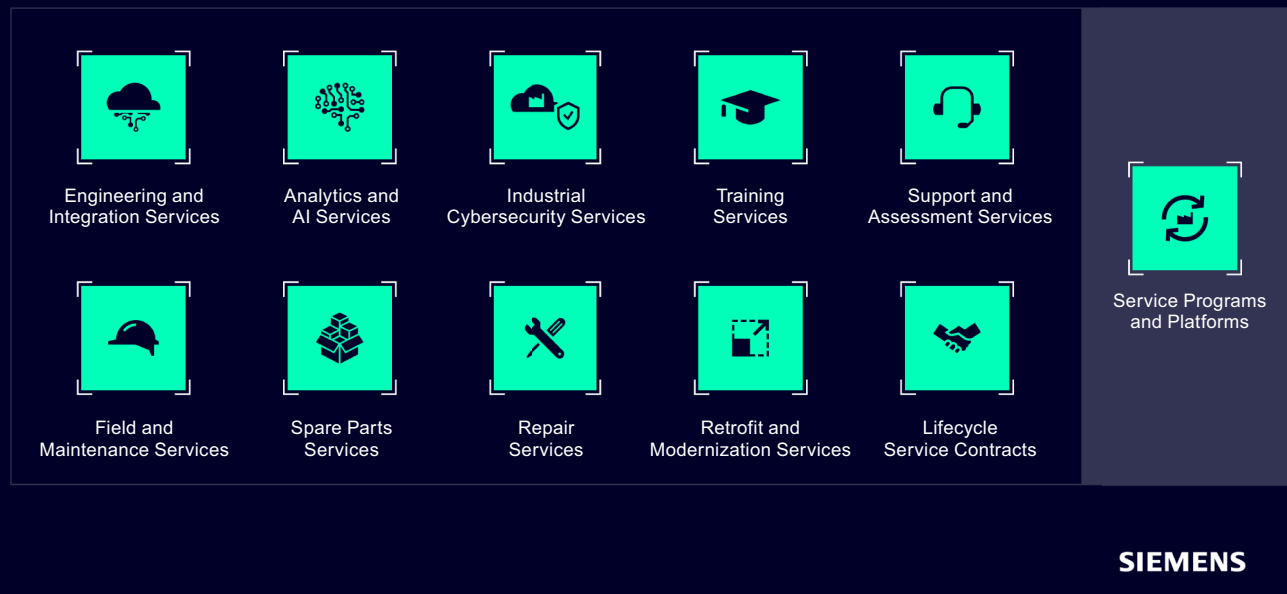 Engineering and
Integration Services
Analytics and
AI Services
Industrial
Cybersecurity Services
Training
Services
Support and
Assessment Services
Field and
Maintenance Services
Spare Parts
Services
Repair
Services
Retrofit and
Modernization Services
Lifecycle
Service Contracts
Service Programs
and Platforms
SIEMENS